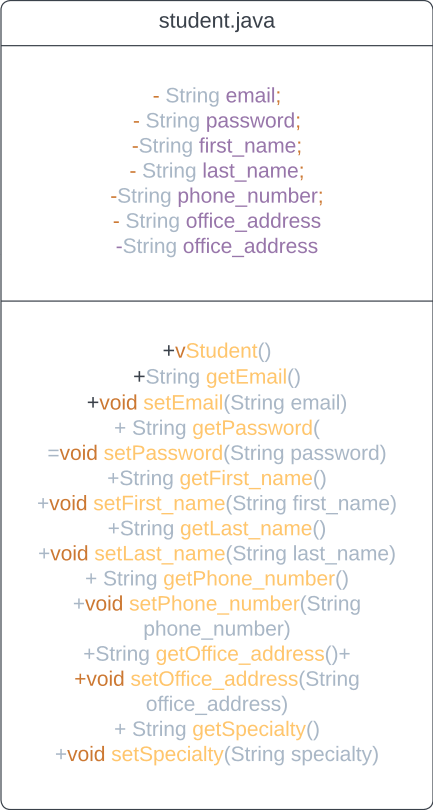 student.java
- String email;
- String password;
-String first_name;
- String last_name;
-String phone_number;
- String office_address
-String office_address
+vStudent()
+String getEmail()
+void setEmail(String email)
+ String getPassword(
=void setPassword(String password)
+String getFirst_name()
+void setFirst_name(String first_name)
+String getLast_name()
+void setLast_name(String last_name)
+ String getPhone_number()
+void setPhone_number(String
phone_number)
+String getOffice_address()+
+void setOffice_address(String
office_address)
+ String getSpecialty()
+void setSpecialty(String specialty)